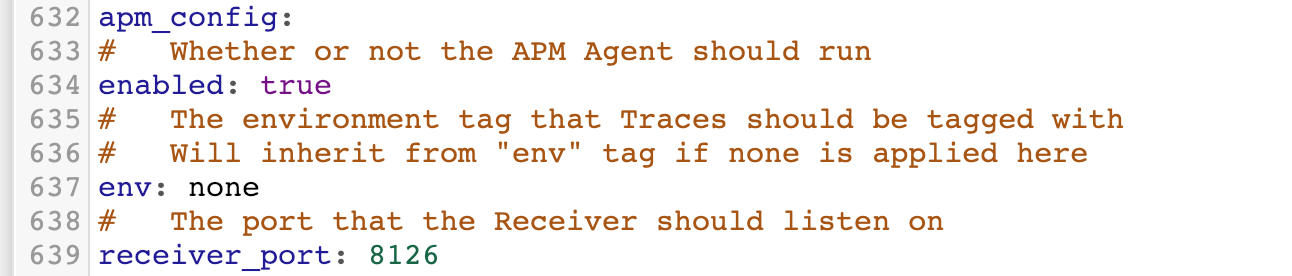 632 apm_config:
633 #   Whether or not the APM Agent should run
634 enabled: true
635 #   The environment tag that Traces should be tagged with
636 #   Will inherit from "env" tag if none is applied here
637 env: none
638 #   The port that the Receiver should listen on
639 receiver_port: 8126